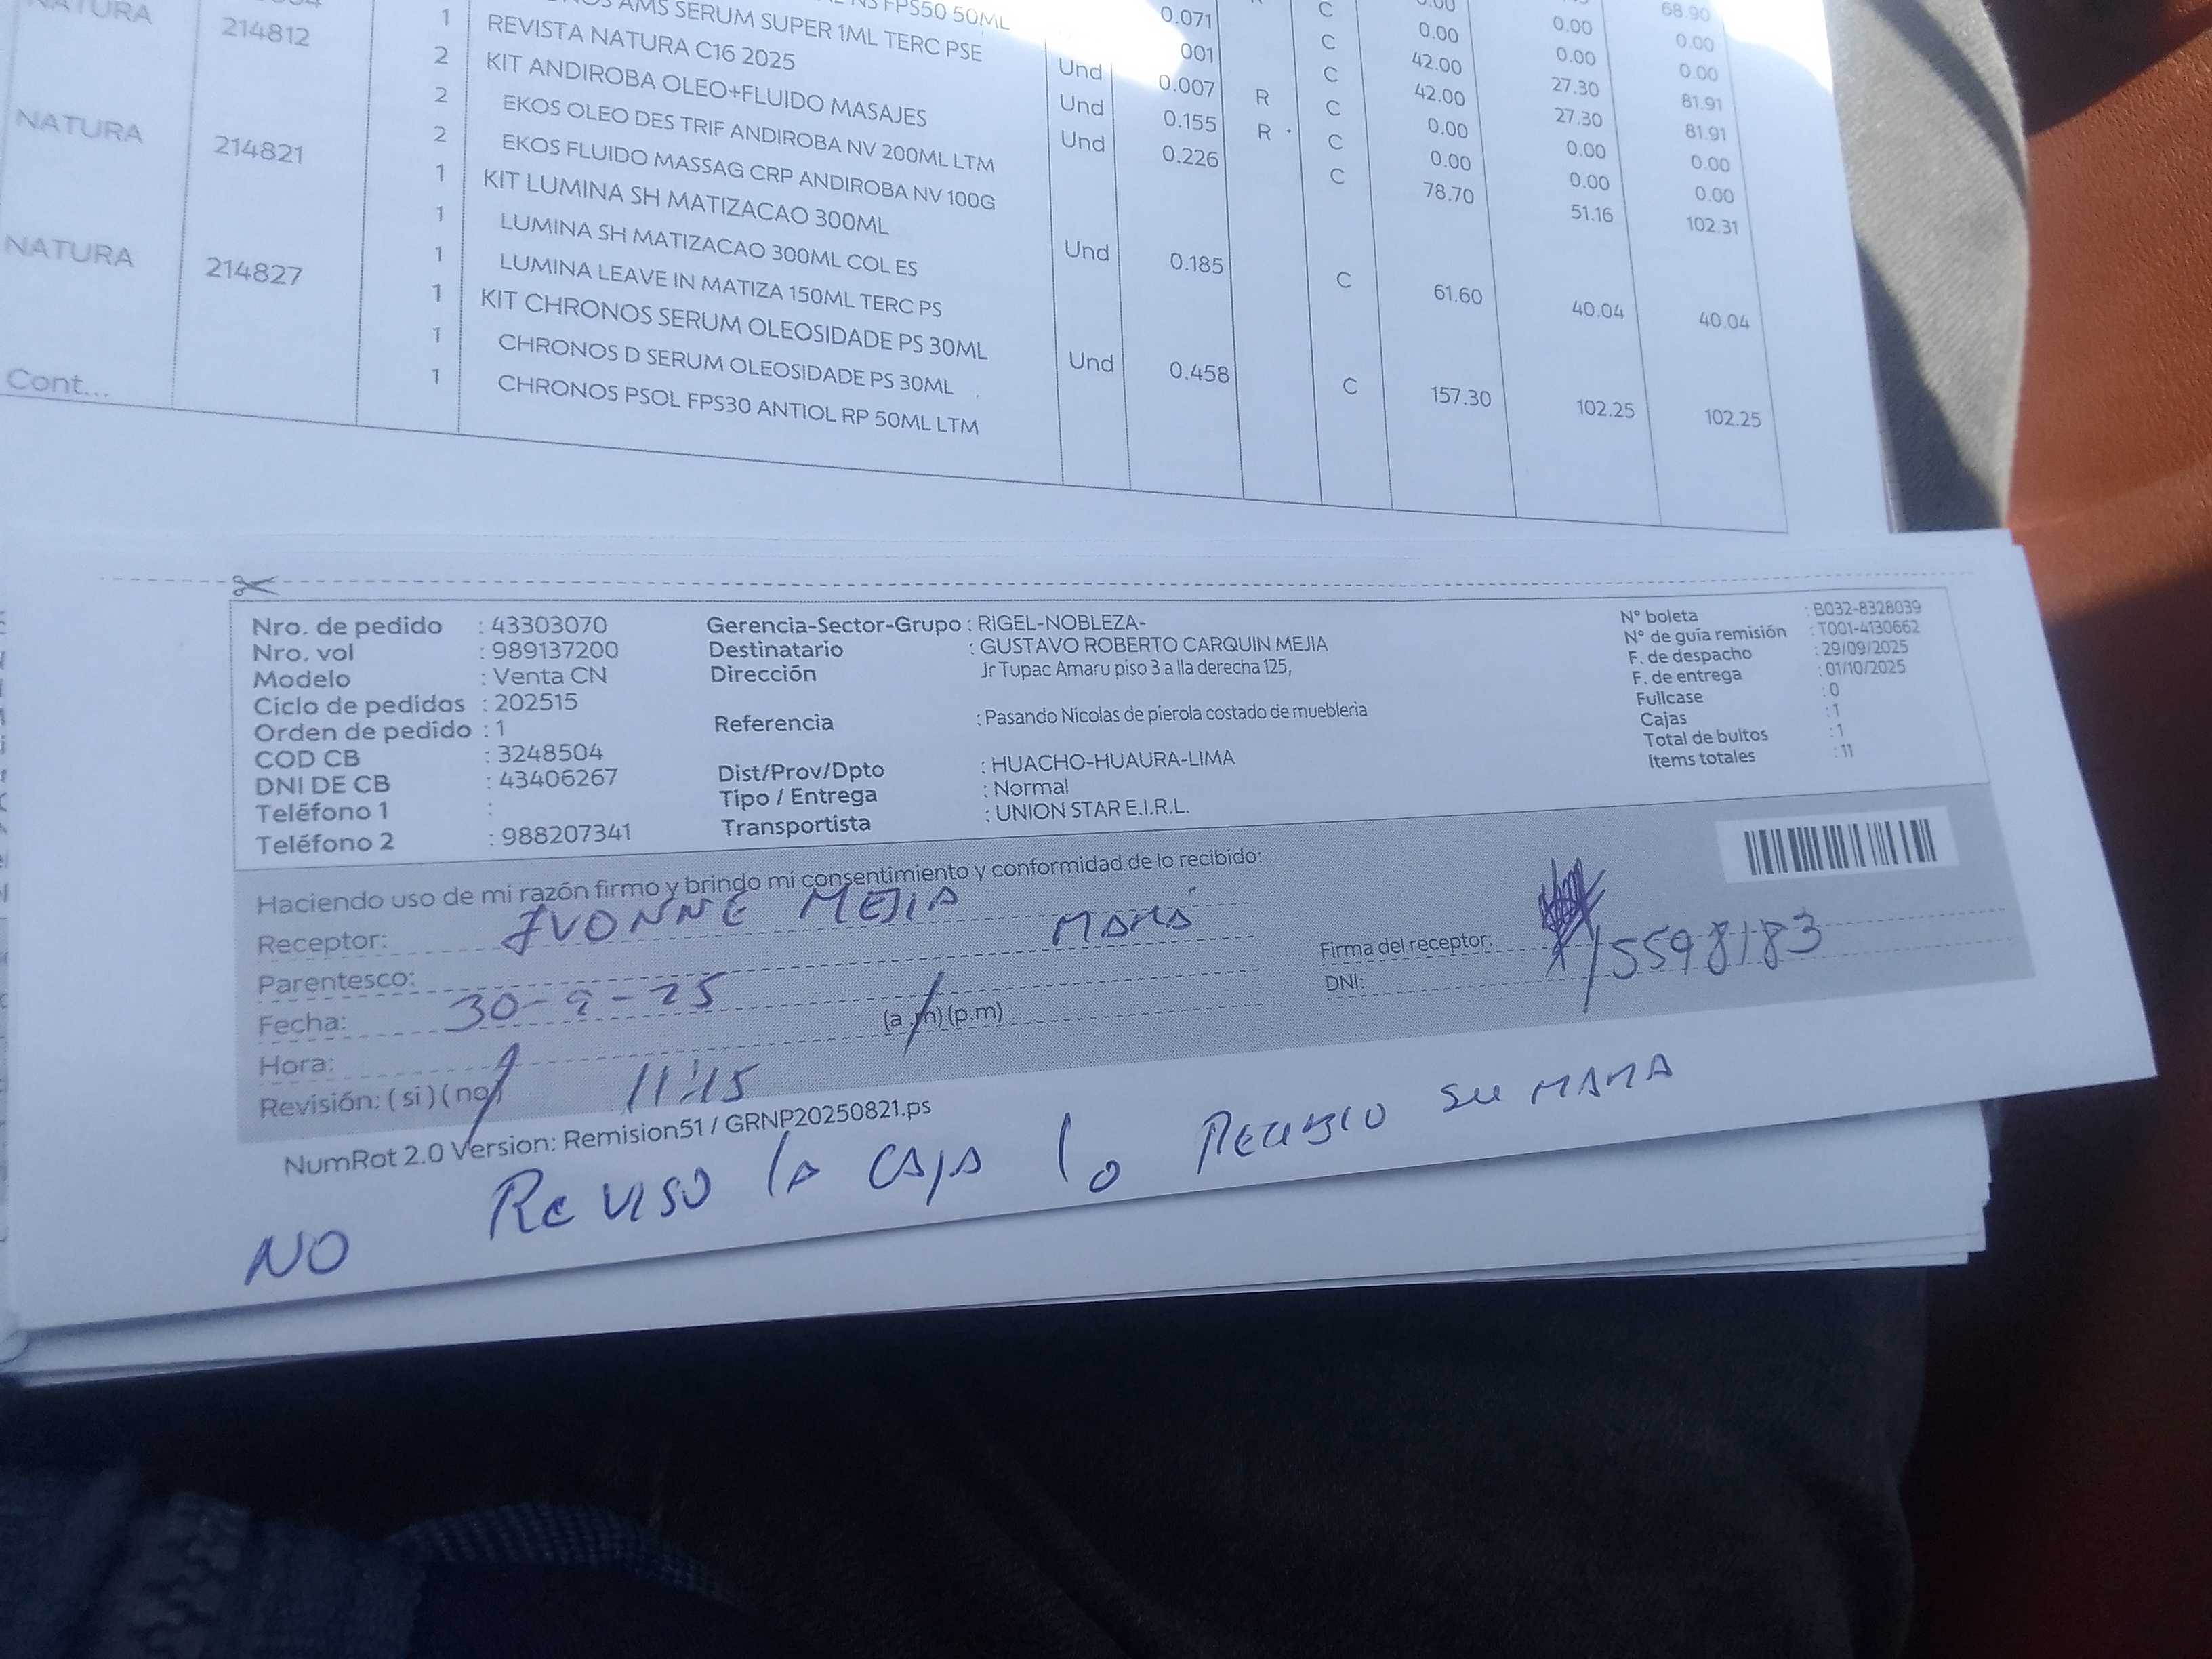 NATURA 214812 1 AMS SERUM SUPER 1ML TERC PSE 0.071 C 0.00 0.00 0.00
2 REVISTA NATURA C16 2025 Und 001 C 42.00 0.00 0.00
2 KIT ANDIROBA OLEO+FLUIDO MASAJES Und 0.007 R C 42.00 27.30 81.91
2 EKOS OLEO DES TRIF ANDIROBA NV 200ML LTM Und 0.155 R C 0.00 27.30 81.91
NATURA 214821 1 EKOS FLUIDO MASSAG CRP ANDIROBA NV 100G 0.226 C 0.00 0.00 0.00
1 KIT LUMINA SH MATIZACAO 300ML C 78.70 0.00 0.00
1 LUMINA SH MATIZACAO 300ML COL ES Und 0.185 51.16 102.31
NATURA 214827 1 LUMINA LEAVE IN MATIZA 150ML TERC PS C 61.60 40.04 40.04
1 KIT CHRONOS SERUM OLEOSIDADE PS 30ML
1 CHRONOS D SERUM OLEOSIDADE PS 30ML Und 0.458 C 157.30 102.25 102.25
Cont... CHRONOS PSOL FPS30 ANTIOL RP 50ML LTM
Nro. de pedido : 43303070
Nro. vol : 989137200
Modelo : Venta CN
Ciclo de pedidos : 202515
Orden de pedido : 1
COD CB : 3248504
DNI DE CB : 43406267
Teléfono 1 :
Teléfono 2 : 988207341
Gerencia-Sector-Grupo : RIGEL-NOBLEZA-
Destinatario : GUSTAVO ROBERTO CARQUIN MEJIA
Dirección Jr Tupac Amaru piso 3 a lla derecha 125,
Referencia : Pasando Nicolas de pierola costado de muebleria
Dist/Prov/Dpto : HUACHO-HUAURA-LIMA
Tipo / Entrega : Normal
Transportista : UNION STAR E.I.R.L.
N° boleta : B032-8328039
N° de guía remisión : T001-4130662
F. de despacho : 29/09/2025
F. de entrega : 01/10/2025
Fullcase : 0
Cajas : 1
Total de bultos : 1
Items totales : 11
Haciendo uso de mi razón firmo y brindo mi consentimiento y conformidad de lo recibido:
Receptor: IVONNE MEJIA
Parentesco: MAMÁ
Fecha: 30-9-25
Hora: (a.m)(p.m)
Revisión: (si) (no) 11:15
Firma del receptor:
DNI: 15598183
NumRot 2.0 Version: Remision51 / GRNP20250821.ps
NO REVISO la CAJA lo RECIBIO SU MAMA